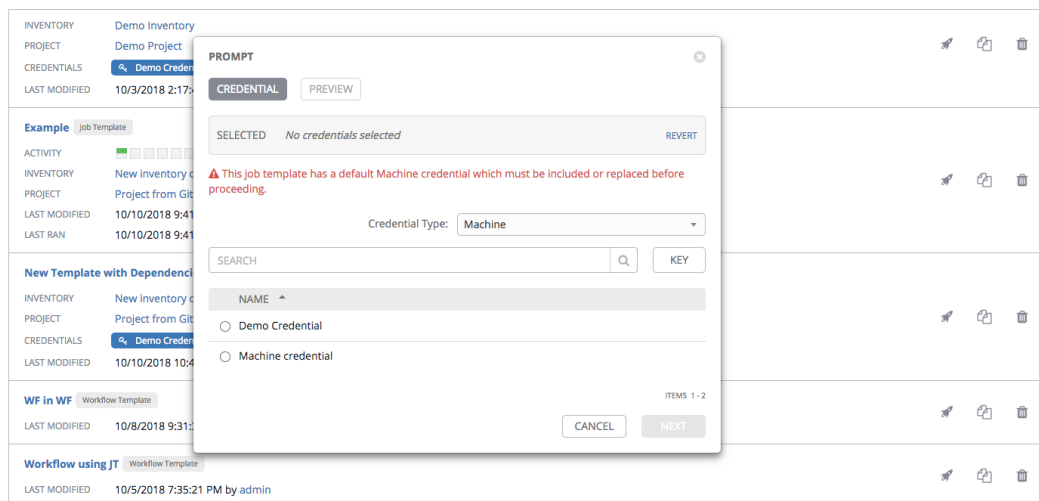 INVENTORY Demo Inventory
PROJECT Demo Project
CREDENTIALS Demo Creden
LAST MODIFIED 10/3/2018 2:17:
Example Job Template
ACTIVITY
INVENTORY New inventory
PROJECT Project from Git
LAST MODIFIED 10/10/2018 9:41
LAST RAN 10/10/2018 9:41
New Template with Dependenci
INVENTORY New inventory
PROJECT Project from Git
CREDENTIALS Demo Creden
LAST MODIFIED 10/10/2018 10:4
WF in WF Workflow Template
LAST MODIFIED 10/8/2018 9:31:
Workflow using JT Workflow Template
LAST MODIFIED 10/5/2018 7:35:21 PM by admin
PROMPT
CREDENTIAL PREVIEW
SELECTED No credentials selected REVERT
This job template has a default Machine credential which must be included or replaced before
proceeding.
Credential Type: Machine
SEARCH KEY
NAME
Demo Credential
Machine credential
ITEMS 1 - 2
CANCEL NEXT